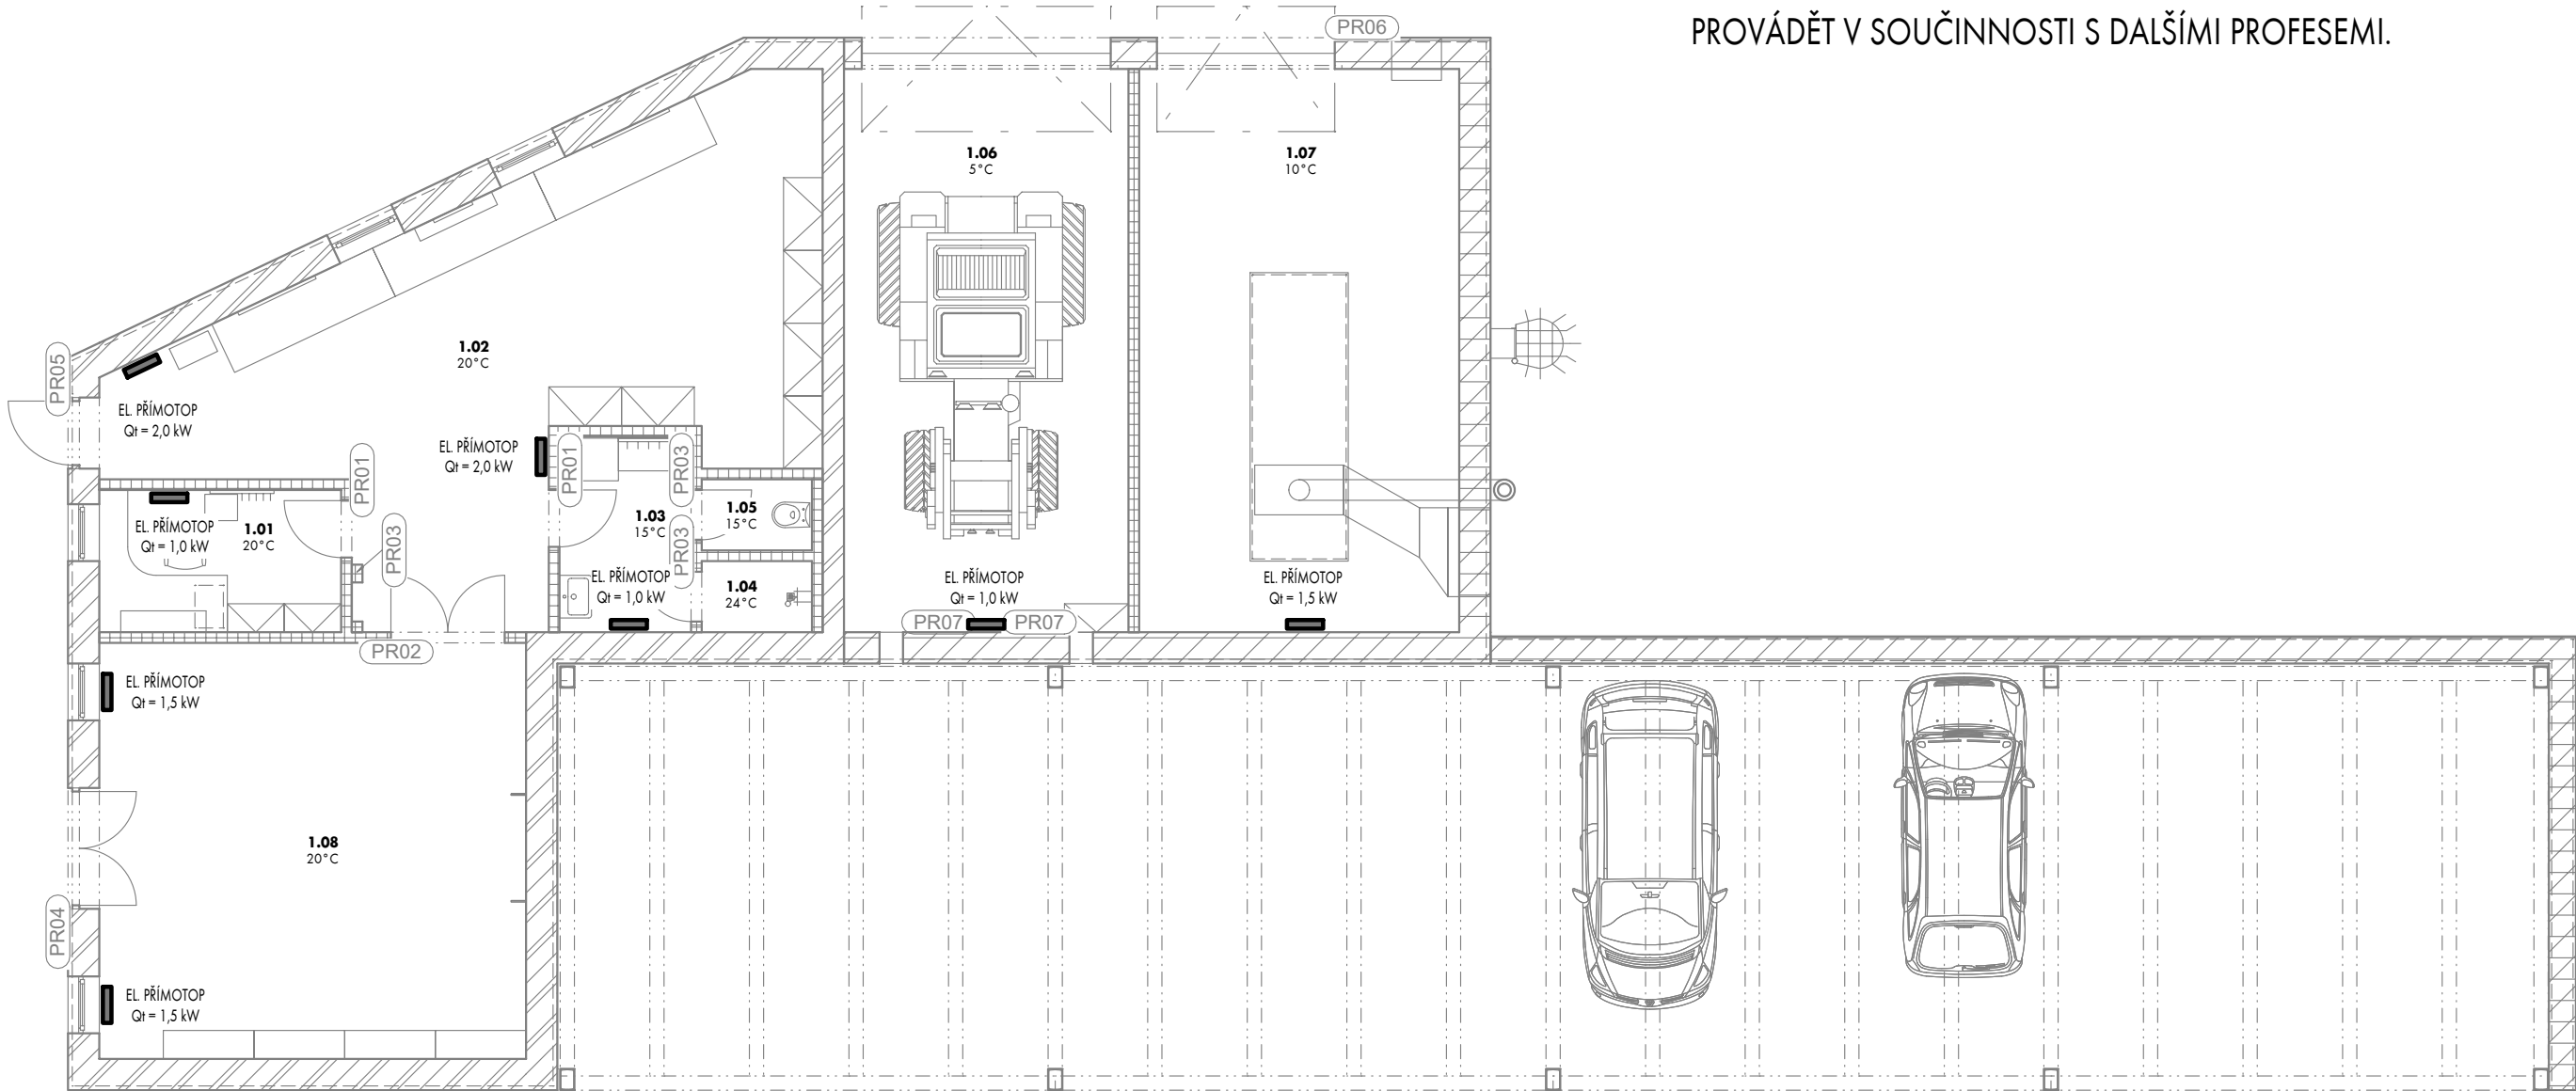 PROVÁDĚT V SOUČINNOSTI S DALŠÍMI PROFESEMI.
PR06
1.06
5°C
1.07
10°C
1.02
20°C
PR05
EL. PŘÍMOTOP
Qt = 2,0 kW
EL. PŘÍMOTOP
Qt = 2,0 kW
PR01
PR01
PR03
EL. PŘÍMOTOP
Qt = 1,0 kW
1.01
20°C
PR03
1.03
15°C
1.05
15°C
PR03
EL. PŘÍMOTOP
Qt = 1,0 kW
1.04
24°C
EL. PŘÍMOTOP
Qt = 1,0 kW
EL. PŘÍMOTOP
Qt = 1,5 kW
PR07
PR07
PR02
EL. PŘÍMOTOP
Qt = 1,5 kW
1.08
20°C
PR04
EL. PŘÍMOTOP
Qt = 1,5 kW